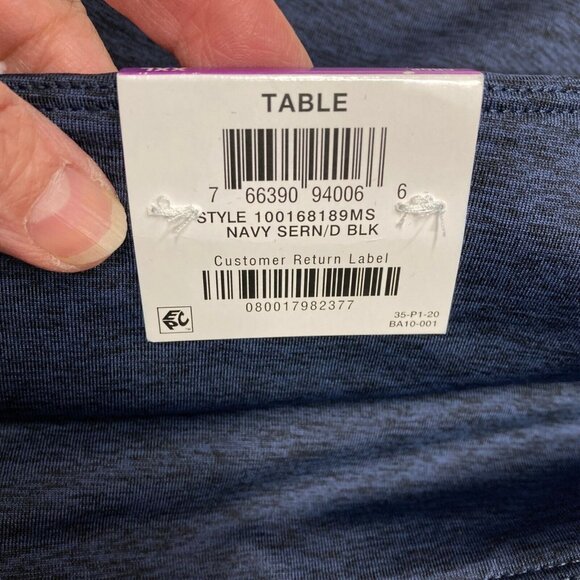 TABLE
7 66390 94006 6
STYLE 100168189MS
NAVY SERN/D BLK
Customer Return Label
080017982377
EPC
35-P1-20
BA10-001